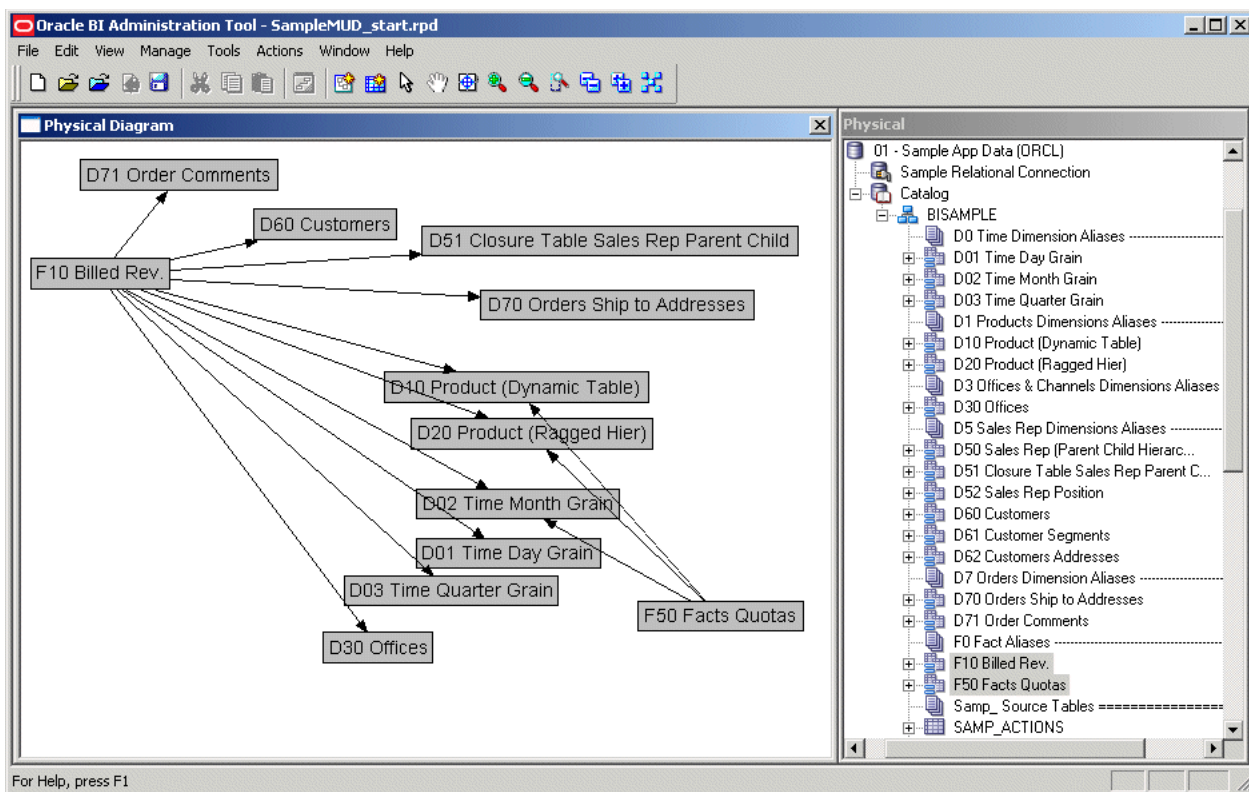 Oracle BI Administration Tool - SampleMUD_start.rpd
File Edit View Manage Tools Actions Window Help
Physical Diagram
D71 Order Comments
D60 Customers
D51 Closure Table Sales Rep Parent Child
F10 Billed Rev.
D70 Orders Ship to Addresses
D10 Product (Dynamic Table)
D20 Product (Ragged Hier)
D02 Time Month Grain
D01 Time Day Grain
D03 Time Quarter Grain
F50 Facts Quotas
D30 Offices
Physical
01 - Sample App Data (ORCL)
Sample Relational Connection
Catalog
BISAMPLE
D0 Time Dimension Aliases ---------------
D01 Time Day Grain
D02 Time Month Grain
D03 Time Quarter Grain
D1 Products Dimensions Aliases ----------
D10 Product (Dynamic Table)
D20 Product (Ragged Hier)
D3 Offices & Channels Dimensions Aliases
D30 Offices
D5 Sales Rep Dimensions Aliases --------
D50 Sales Rep (Parent Child Hierarc...
D51 Closure Table Sales Rep Parent C...
D52 Sales Rep Position
D60 Customers
D61 Customer Segments
D62 Customers Addresses
D7 Orders Dimension Aliases --------------
D70 Orders Ship to Addresses
D71 Order Comments
F0 Fact Aliases ----------------------------
F10 Billed Rev.
F50 Facts Quotas
Samp_ Source Tables ==================
SAMP_ACTIONS
For Help, press F1